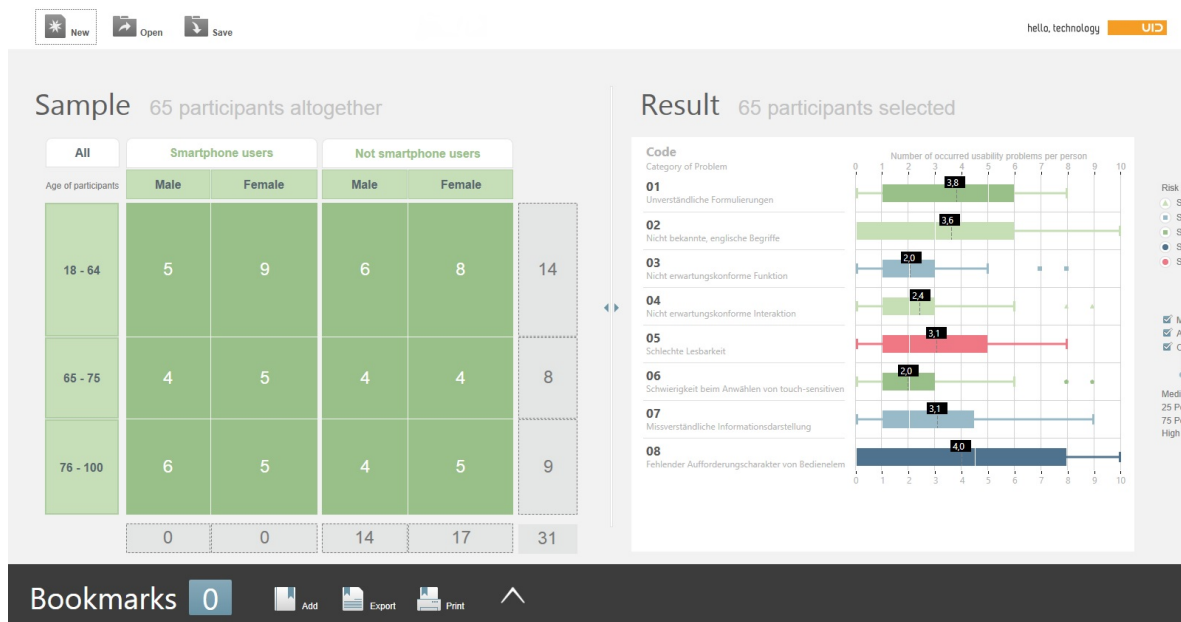 New Open Save
hello, technology UID
Sample 65 participants altogether
All Smartphone users Not smartphone users
Age of participants Male Female Male Female
18 - 64 5 9 6 8 14
65 - 75 4 5 4 4 8
76 - 100 6 5 4 5 9
0 0 14 17 31
Result 65 participants selected
Code
Category of Problem
Number of occurred usability problems per person
0 1 2 3 4 5 6 7 8 9 10
01 3,8
Unverständliche Formulierungen
02 3,6
Nicht bekannte, englische Begriffe
03 2,0
Nicht erwartungskonforme Funktion
04 2,4
Nicht erwartungskonforme Interaktion
05 3,1
Schlechte Lesbarkeit
06 2,0
Schwierigkeit beim Anwählen von touch-sensitiven
07 3,1
Missverständliche Informationsdarstellung
08 4,0
Fehlender Aufforderungscharakter von Bedienelem
0 1 2 3 4 5 6 7 8 9 10
Risk
S
S
S
S
S
M
A
C
Medi
25 P
75 P
High
Bookmarks 0 Add Export Print